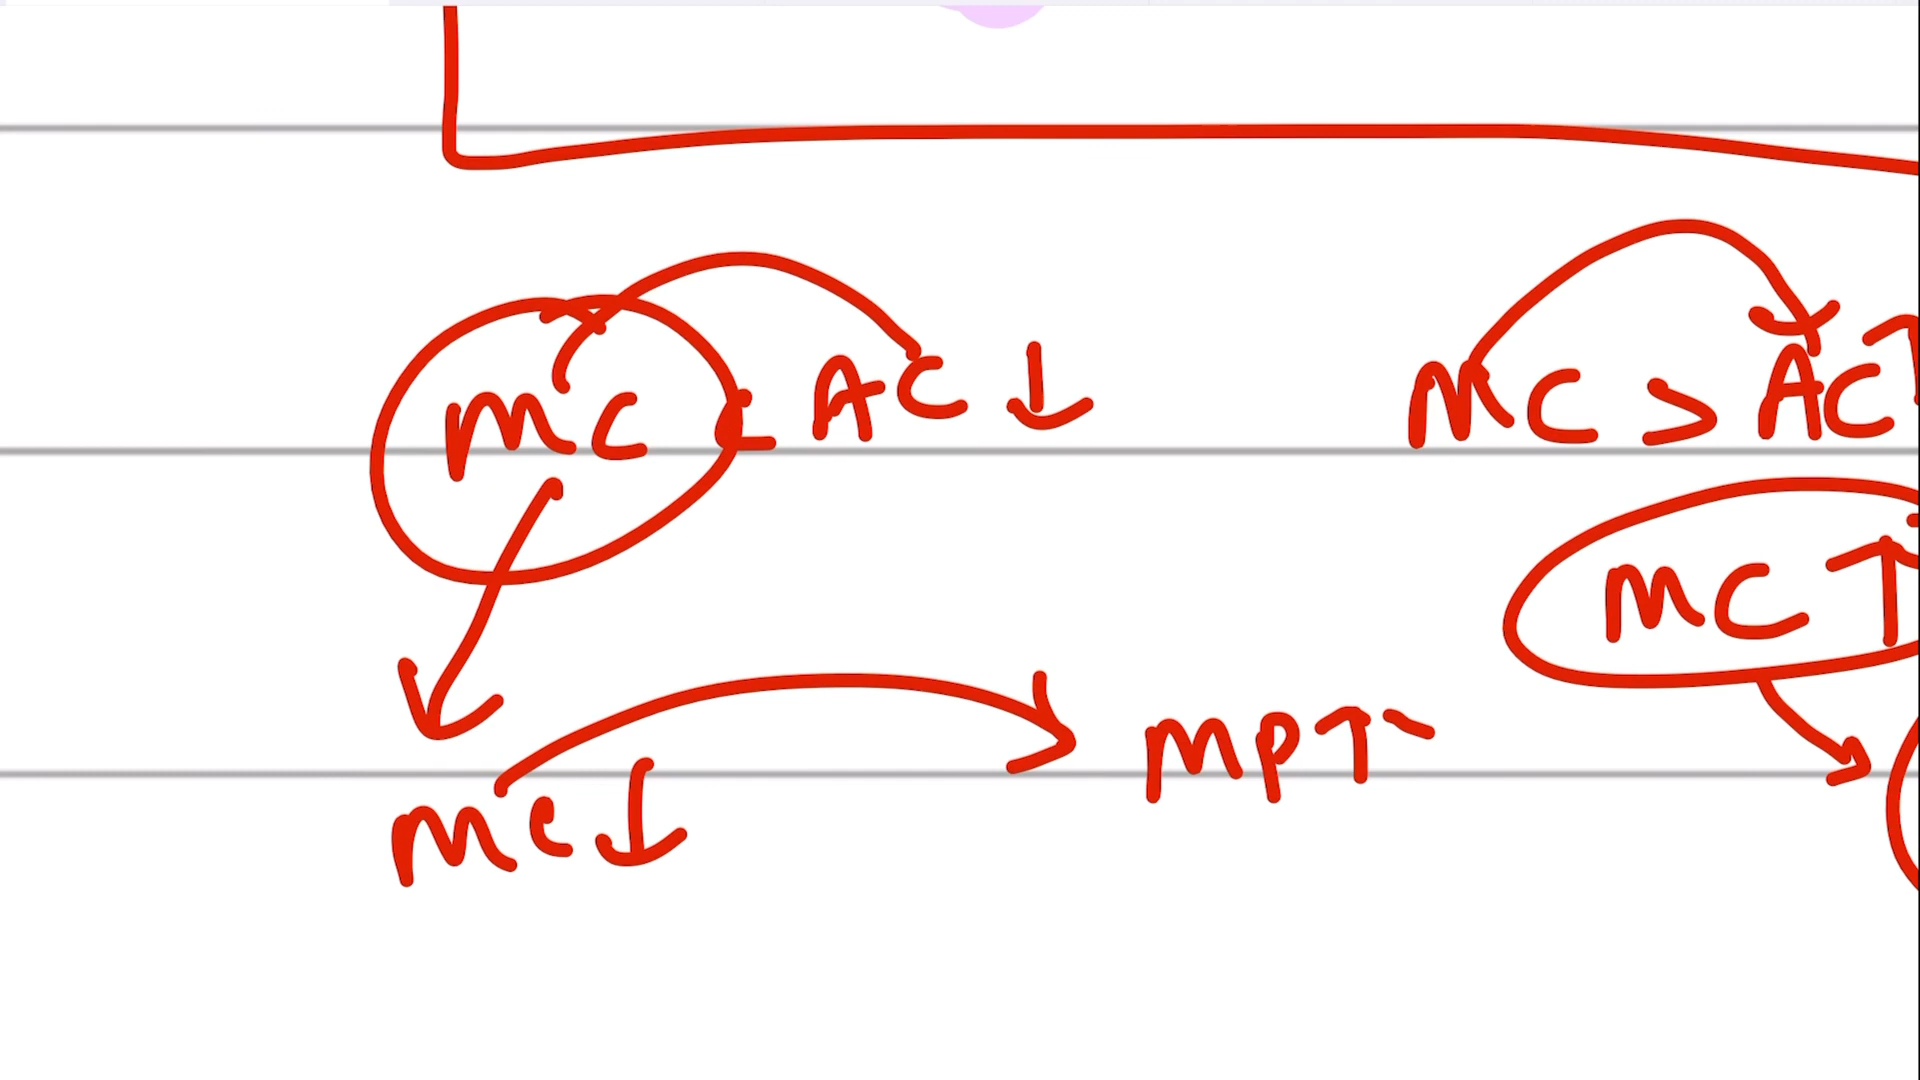 MC < AC ↓
MC > AC ↑
MC ↑
MP ↑
MC ↓